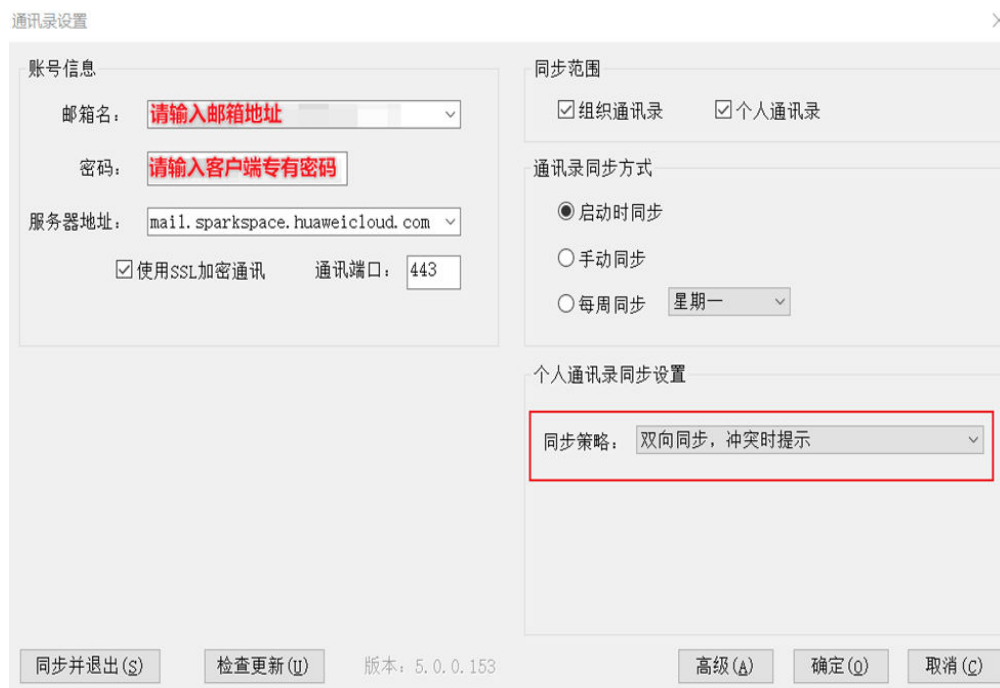 通讯录设置
账号信息
邮箱名： 请输入邮箱地址
密码： 请输入客户端专有密码
服务器地址： mail.sparkspace.huaweicloud.com
使用SSL加密通讯 通讯端口： 443
同步范围
组织通讯录 个人通讯录
通讯录同步方式
启动时同步
手动同步
每周同步 星期一
个人通讯录同步设置
同步策略： 双向同步，冲突时提示
同步并退出(S) 检查更新(U) 版本：5.0.0.153 高级(A) 确定(O) 取消(C)